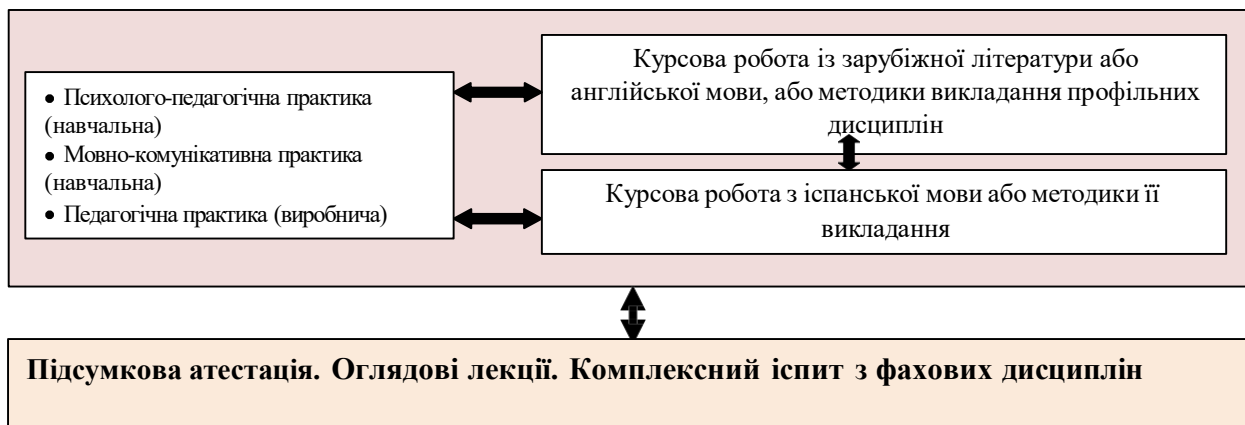 • Психолого-педагогічна практика
(навчальна)
• Мовно-комунікативна практика
(навчальна)
• Педагогічна практика (виробнича)
Курсова робота із зарубіжної літератури або
англійської мови, або методики викладання профільних
дисциплін
Курсова робота з іспанської мови або методики її
викладання
Підсумкова атестація. Оглядові лекції. Комплексний іспит з фахових дисциплін